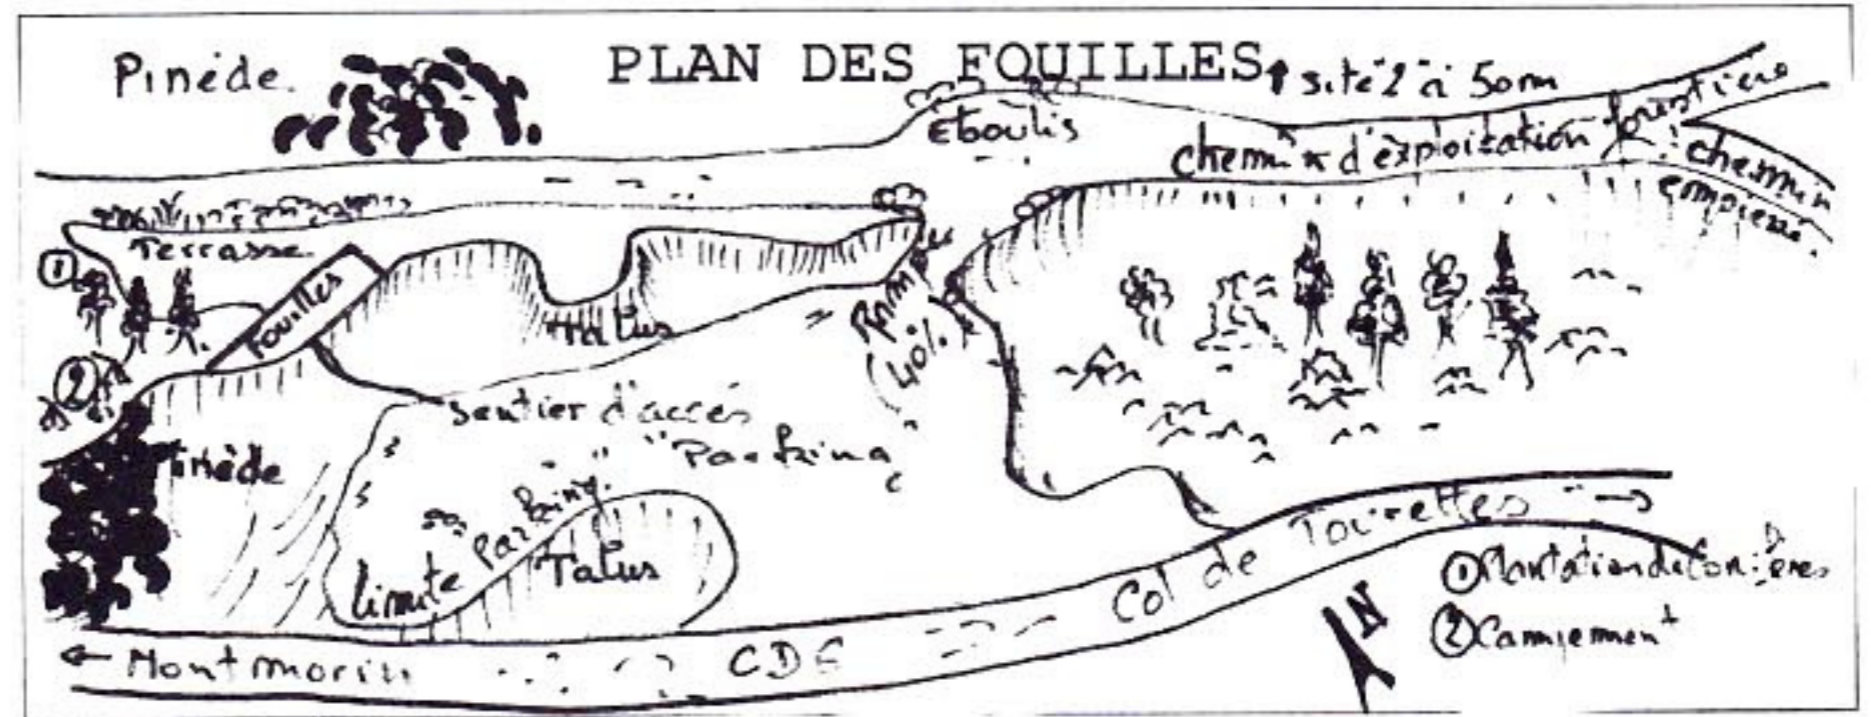 PLAN DES FOUILLES
Pinède.
↑ site 2 à 50m
Eboulis
chemin d'exploitation forestière
chemin
empierré.
Terrasse
①
Fouilles
Talus
Rampe
(40%)
②
Sentier d'accès
"Parking"
Pinède
limite Parking
Talus
Col de Tourettes →
① Plantation de Conifères
② Campement
N
← Montmorin
CD